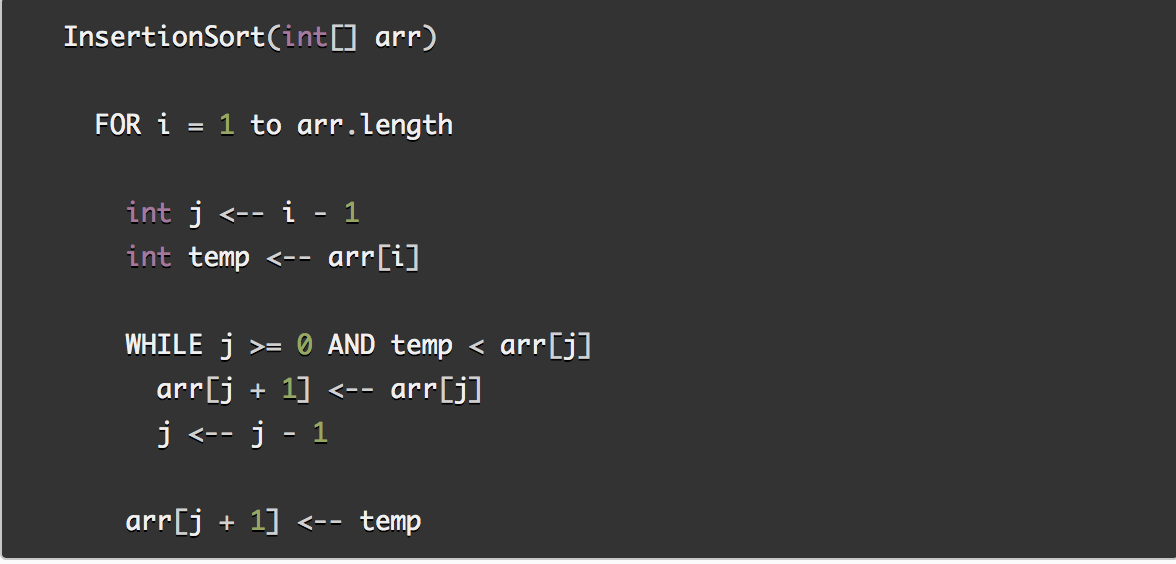 InsertionSort(int[] arr)
FOR i = 1 to arr.length
int j <-- i - 1
int temp <-- arr[i]
WHILE j >= 0 AND temp < arr[j]
arr[j + 1] <-- arr[j]
j <-- j - 1
arr[j + 1] <-- temp